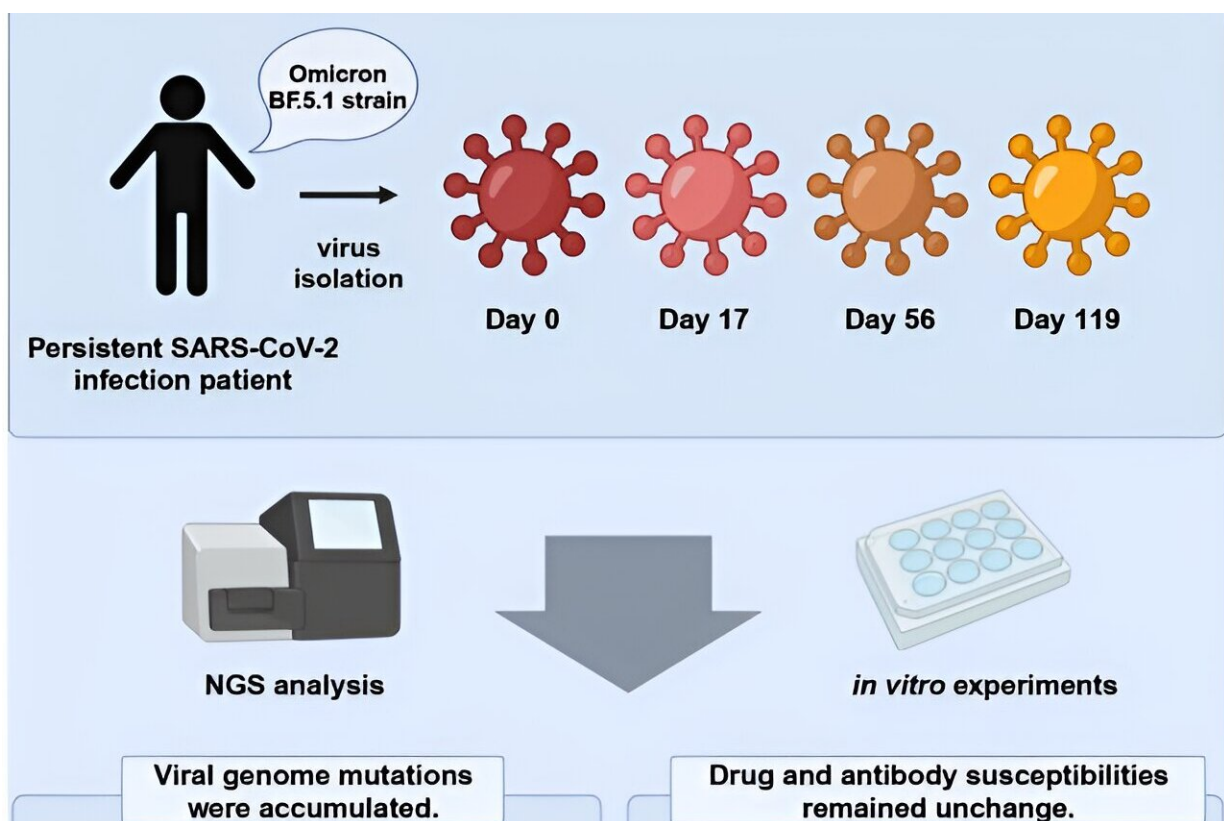 Omicron
BF.5.1 strain
virus
isolation
Day 0
Day 17
Day 56
Day 119
Persistent SARS-CoV-2
infection patient
NGS analysis
in vitro experiments
Viral genome mutations
were accumulated.
Drug and antibody susceptibilities
remained unchange.